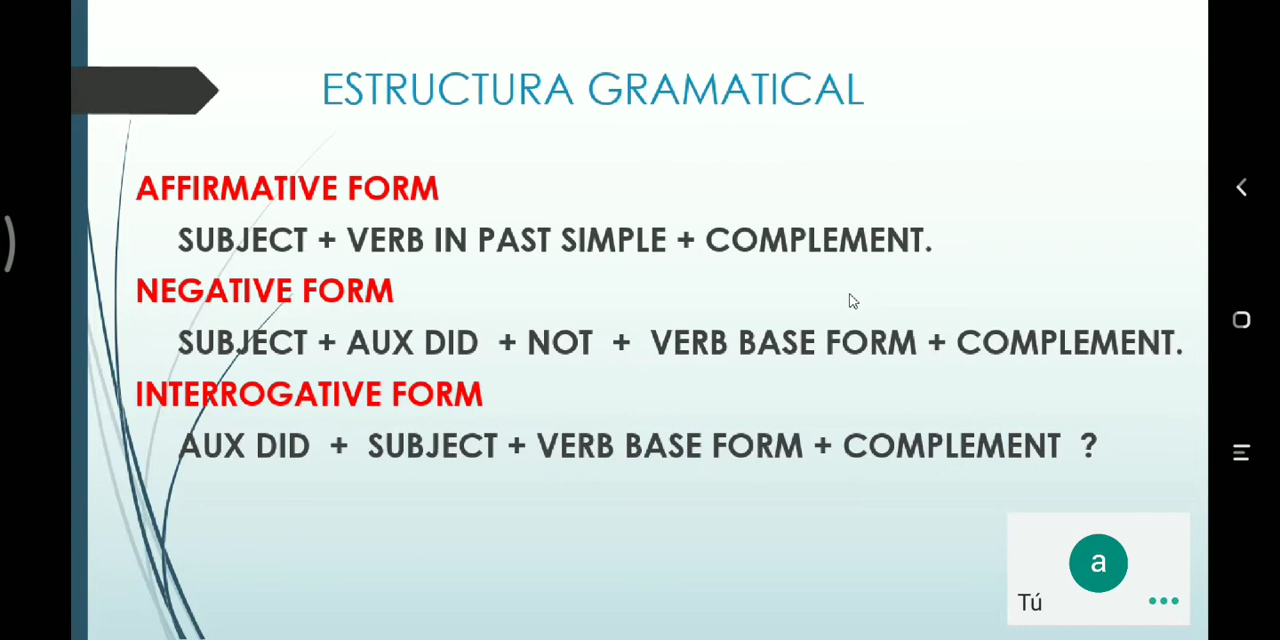 ESTRUCTURA GRAMATICAL
AFFIRMATIVE FORM
SUBJECT + VERB IN PAST SIMPLE + COMPLEMENT.
NEGATIVE FORM
SUBJECT + AUX DID + NOT + VERB BASE FORM + COMPLEMENT.
INTERROGATIVE FORM
AUX DID + SUBJECT + VERB BASE FORM + COMPLEMENT ?
a
Tú